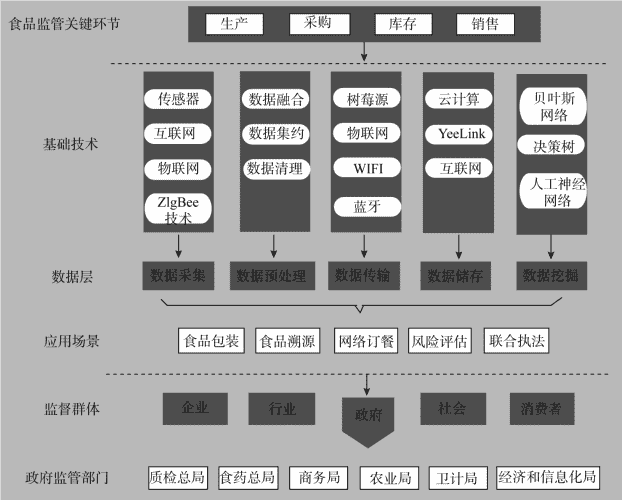 食品监管关键环节
生产 采购 库存 销售
基础技术
传感器
互联网
物联网
ZlgBee
技术
数据融合
数据集约
数据清理
树莓源
物联网
WIFI
蓝牙
云计算
YeeLink
互联网
贝叶斯
网络
决策树
人工神经
网络
数据层
数据采集 数据预处理 数据传输 数据储存 数据挖掘
应用场景
食品包装 食品溯源 网络订餐 风险评估 联合执法
监督群体
企业 行业 政府 社会 消费者
政府监管部门
质检总局 食药总局 商务局 农业局 卫计局 经济和信息化局